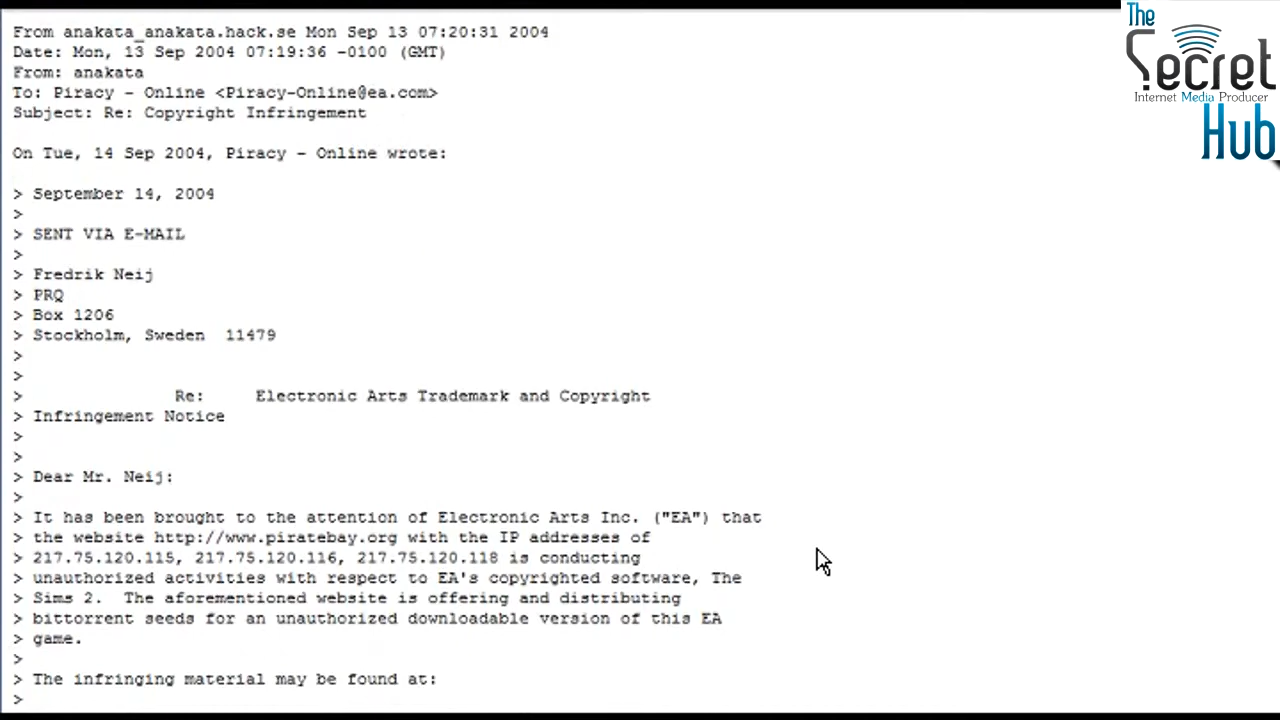 From anakata_anakata.hack.se Mon Sep 13 07:20:31 2004
Date: Mon, 13 Sep 2004 07:19:36 -0100 (GMT)
From: anakata
To: Piracy - Online <Piracy-Online@ea.com>
Subject: Re: Copyright Infringement
On Tue, 14 Sep 2004, Piracy - Online wrote:
> September 14, 2004
>
> SENT VIA E-MAIL
>
> Fredrik Neij
> PRQ
> Box 1206
> Stockholm, Sweden  11479
>
>
>               Re:     Electronic Arts Trademark and Copyright
> Infringement Notice
>
>
> Dear Mr. Neij:
>
> It has been brought to the attention of Electronic Arts Inc. ("EA") that
> the website http://www.piratebay.org with the IP addresses of
> 217.75.120.115, 217.75.120.116, 217.75.120.118 is conducting
> unauthorized activities with respect to EA's copyrighted software, The
> Sims 2.  The aforementioned website is offering and distributing
> bittorrent seeds for an unauthorized downloadable version of this EA
> game.
>
> The infringing material may be found at:
>
The
Secret
Internet Media Producer
Hub